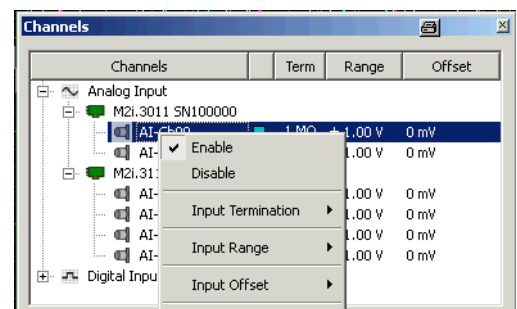 Channels
Channels Term Range Offset
Analog Input
M2i.3011 SN100000
AI-Ch00 1 MO ± 1.00 V 0 mV
AI- 1.00 V 0 mV
Enable
M2i.31
Disable
AI- 1.00 V 0 mV
AI- 1.00 V 0 mV
Input Termination
AI- 1.00 V 0 mV
Input Range
AI- 1.00 V 0 mV
Digital Inpu
Input Offset